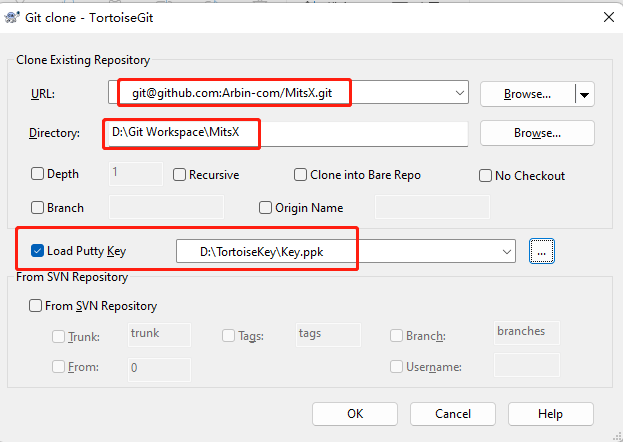 Git clone - TortoiseGit
Clone Existing Repository
URL: git@github.com:Arbin-com/MitsX.git Browse...
Directory: D:\Git Workspace\MitsX Browse...
Depth 1 Recursive Clone into Bare Repo No Checkout
Branch Origin Name
Load Putty Key D:\TortoiseKey\Key.ppk ...
From SVN Repository
From SVN Repository
Trunk: trunk Tags: tags Branch: branches
From: 0 Username:
OK Cancel Help